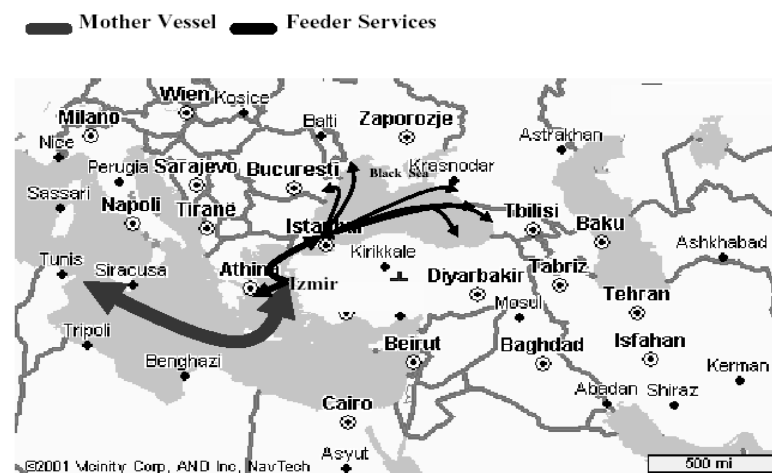 Mother Vessel Feeder Services
Wien Kosice
Milano Balti Zaporozje
Nice Astrakhan
Perugia Sarajevo Bucuresti Black Sea Krasnodar
Sassari
Napoli Tiranë Istanbul Tbilisi Baku
Tunis Siracusa Athina Kirikkale Ashkhabad
Izmir Diyarbakir Tabriz
Mosul Tehran
Tripoli Beirut Baghdad Isfahan
Benghazi Kerman
Cairo Abadan Shiraz
Asyut
©2001 Vicinity Corp, AND Inc, NavTech 500 mi